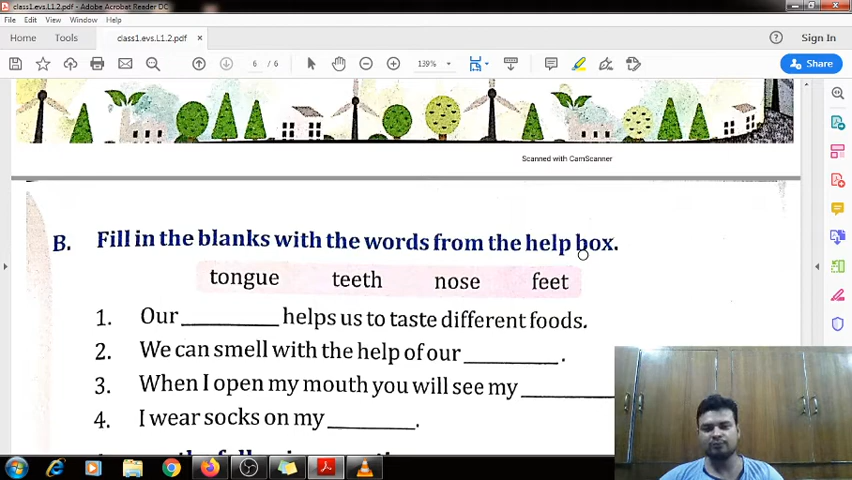 class1.evs.L1.2.pdf - Adobe Acrobat Reader DC
File Edit View Window Help
Home Tools class1.evs.L1.2.pdf × Sign In
6 / 6 139% Share
Scanned with CamScanner
B. Fill in the blanks with the words from the help box.
tongue teeth nose feet
1. Our __________ helps us to taste different foods.
2. We can smell with the help of our __________ .
3. When I open my mouth you will see my __________
4. I wear socks on my __________.